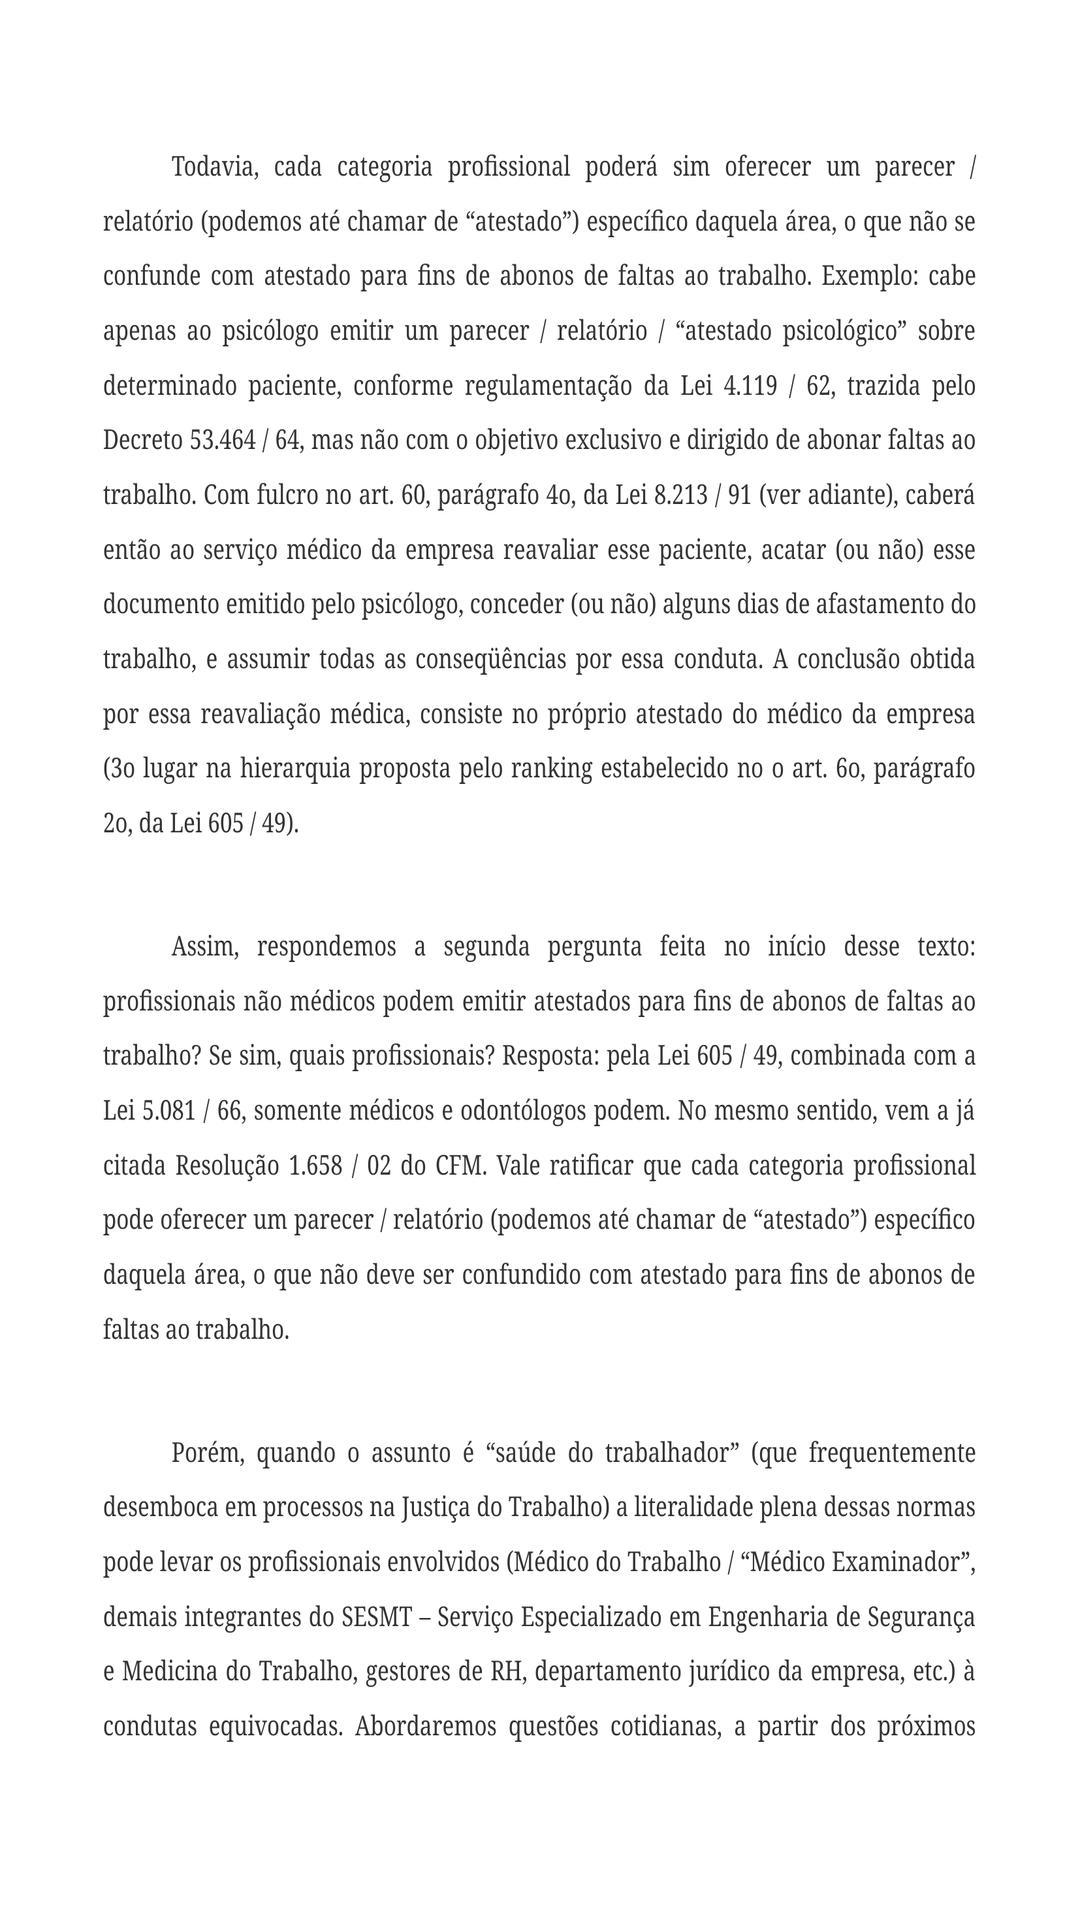 Todavia, cada categoria profissional poderá sim oferecer um parecer /
relatório (podemos até chamar de “atestado”) específico daquela área, o que não se
confunde com atestado para fins de abonos de faltas ao trabalho. Exemplo: cabe
apenas ao psicólogo emitir um parecer / relatório / “atestado psicológico” sobre
determinado paciente, conforme regulamentação da Lei 4.119 / 62, trazida pelo
Decreto 53.464 / 64, mas não com o objetivo exclusivo e dirigido de abonar faltas ao
trabalho. Com fulcro no art. 60, parágrafo 4o, da Lei 8.213 / 91 (ver adiante), caberá
então ao serviço médico da empresa reavaliar esse paciente, acatar (ou não) esse
documento emitido pelo psicólogo, conceder (ou não) alguns dias de afastamento do
trabalho, e assumir todas as conseqüências por essa conduta. A conclusão obtida
por essa reavaliação médica, consiste no próprio atestado do médico da empresa
(3o lugar na hierarquia proposta pelo ranking estabelecido no o art. 6o, parágrafo
2o, da Lei 605 / 49).
Assim, respondemos a segunda pergunta feita no início desse texto:
profissionais não médicos podem emitir atestados para fins de abonos de faltas ao
trabalho? Se sim, quais profissionais? Resposta: pela Lei 605 / 49, combinada com a
Lei 5.081 / 66, somente médicos e odontólogos podem. No mesmo sentido, vem a já
citada Resolução 1.658 / 02 do CFM. Vale ratificar que cada categoria profissional
pode oferecer um parecer / relatório (podemos até chamar de “atestado”) específico
daquela área, o que não deve ser confundido com atestado para fins de abonos de
faltas ao trabalho.
Porém, quando o assunto é “saúde do trabalhador” (que frequentemente
desemboca em processos na Justiça do Trabalho) a literalidade plena dessas normas
pode levar os profissionais envolvidos (Médico do Trabalho / “Médico Examinador”,
demais integrantes do SESMT – Serviço Especializado em Engenharia de Segurança
e Medicina do Trabalho, gestores de RH, departamento jurídico da empresa, etc.) à
condutas equivocadas. Abordaremos questões cotidianas, a partir dos próximos